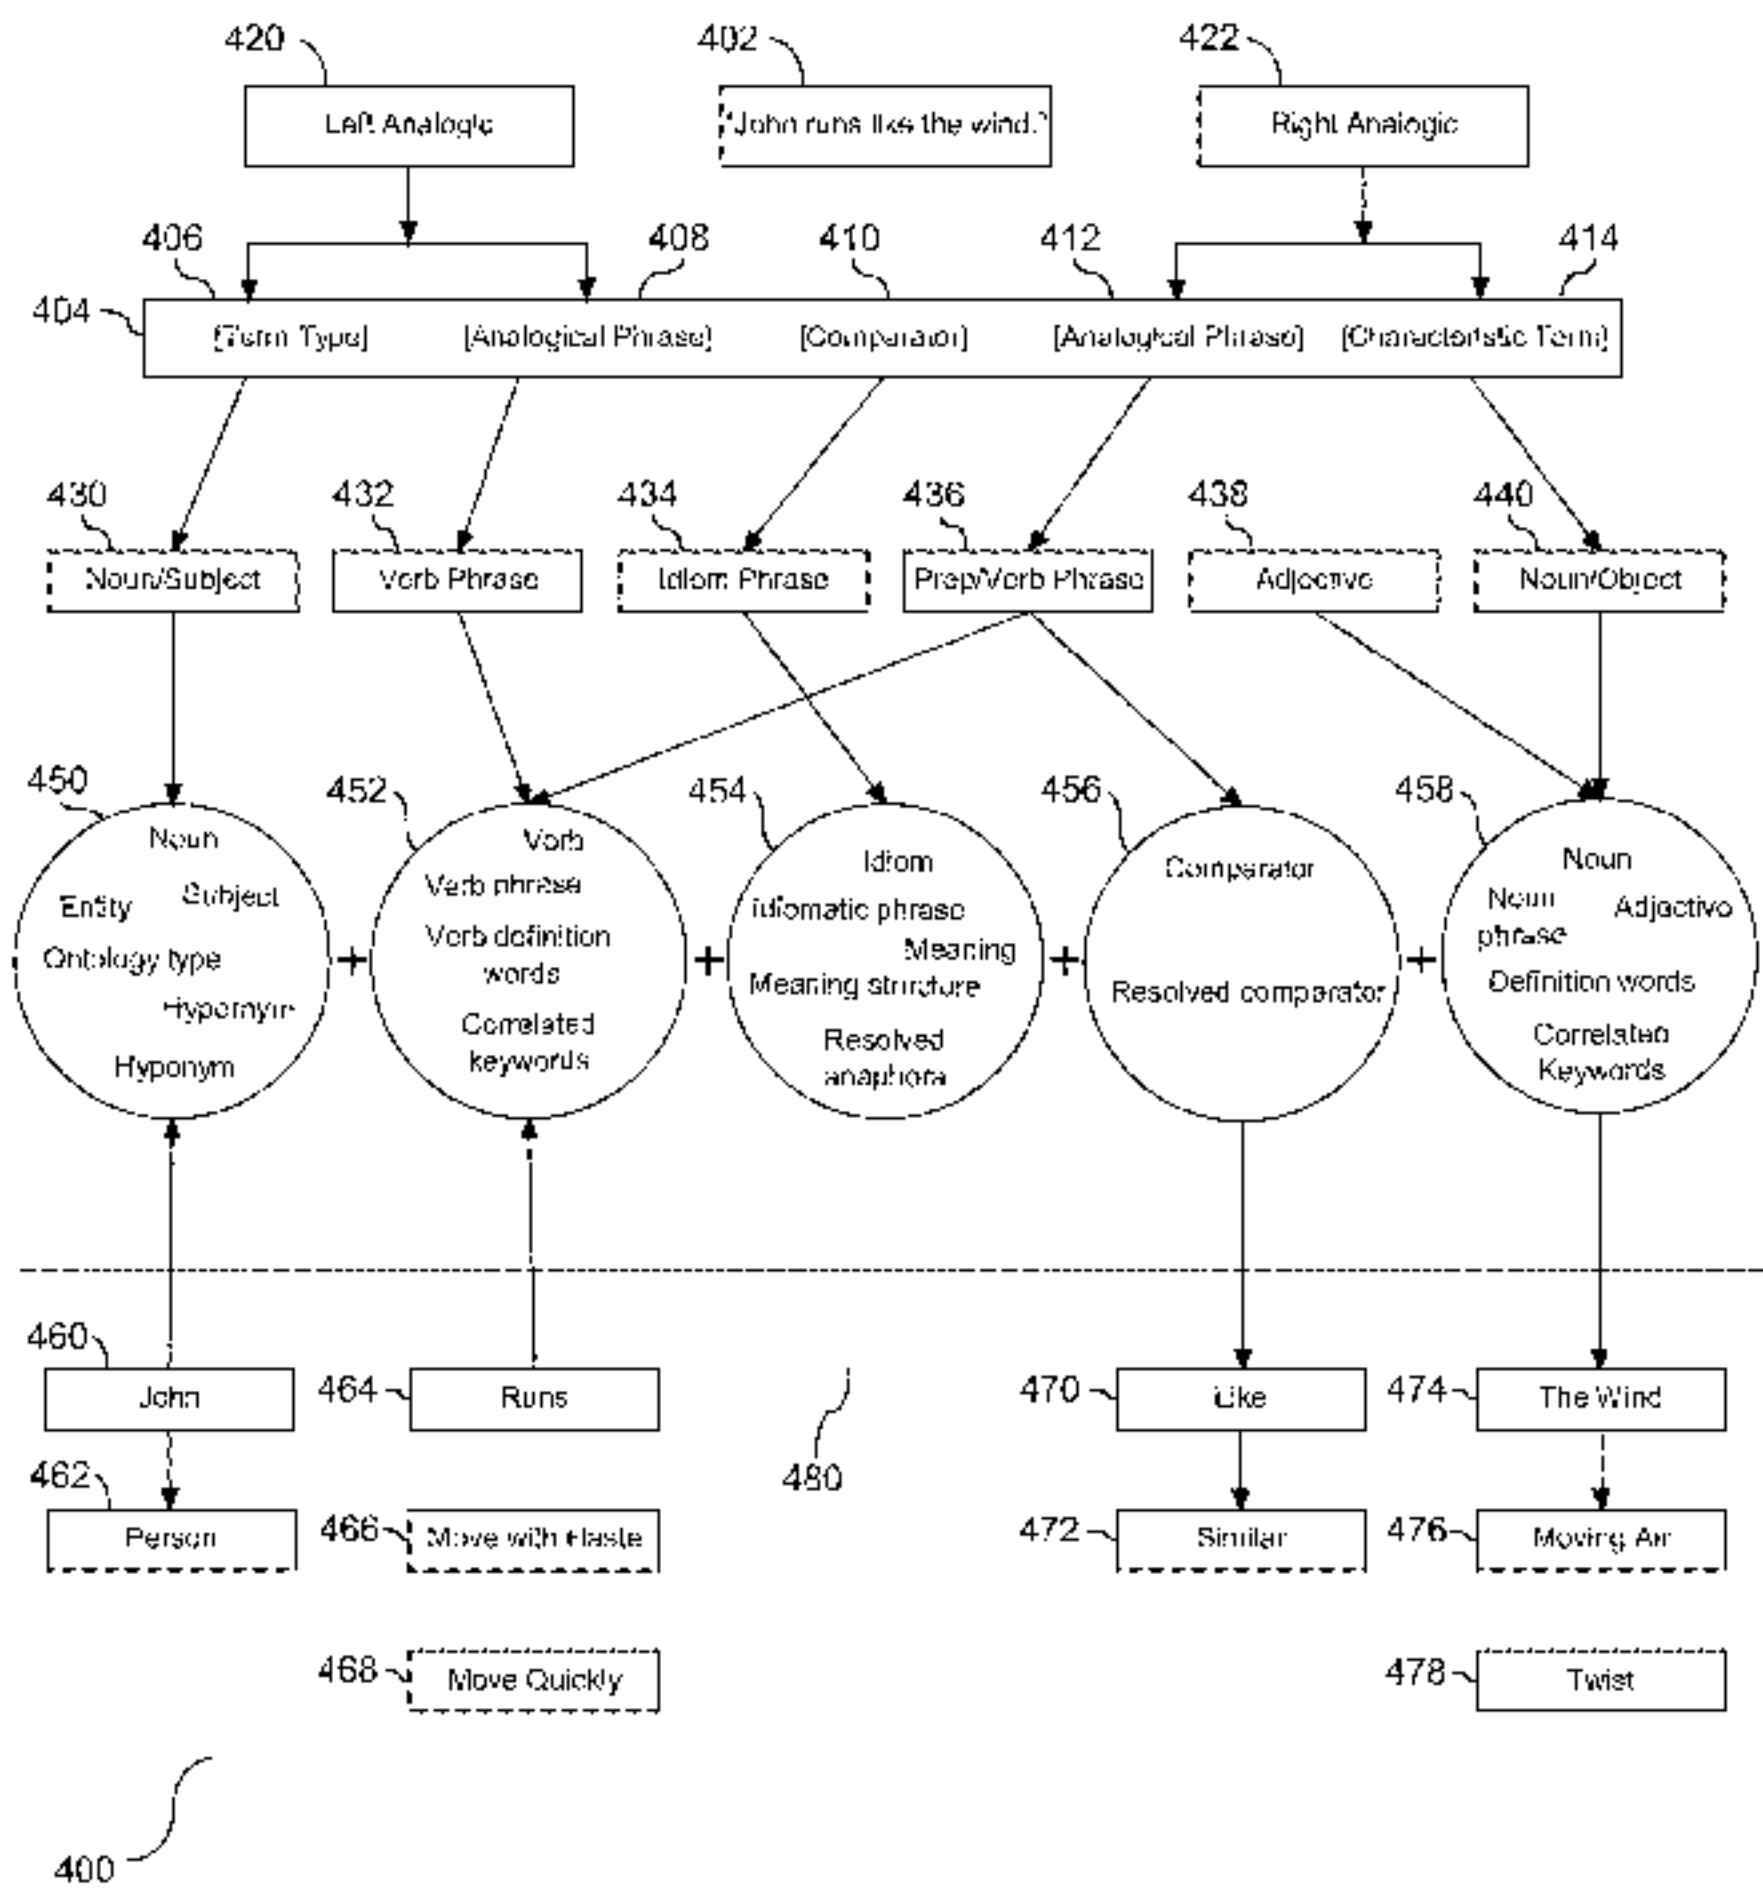 420
402
422
Left Analogic
"John runs like the wind."
Right Analogic
406
408
410
412
414
404
[Term Type]
[Analogical Phrase]
[Comparator]
[Analogical Phrase]
[Characteristic Term]
430
432
434
436
438
440
Noun/Subject
Verb Phrase
Idiom Phrase
Prep/Verb Phrase
Adjective
Noun/Object
450
452
454
456
458
Noun
Entity
Subject
Ontology type
Hypernym
Hyponym
+
Verb
Verb phrase
Verb definition
words
Correlated
keywords
+
Idiom
Idiomatic phrase
Meaning
Meaning structure
Resolved
anaphora
+
Comparator
Resolved comparator
+
Noun
Noun
phrase
Adjective
Definition words
Correlated
Keywords
460
John
464
Runs
480
470
Like
474
The Wind
462
Person
466
Move with Haste
472
Similar
476
Moving Air
468
Move Quickly
478
Twist
400